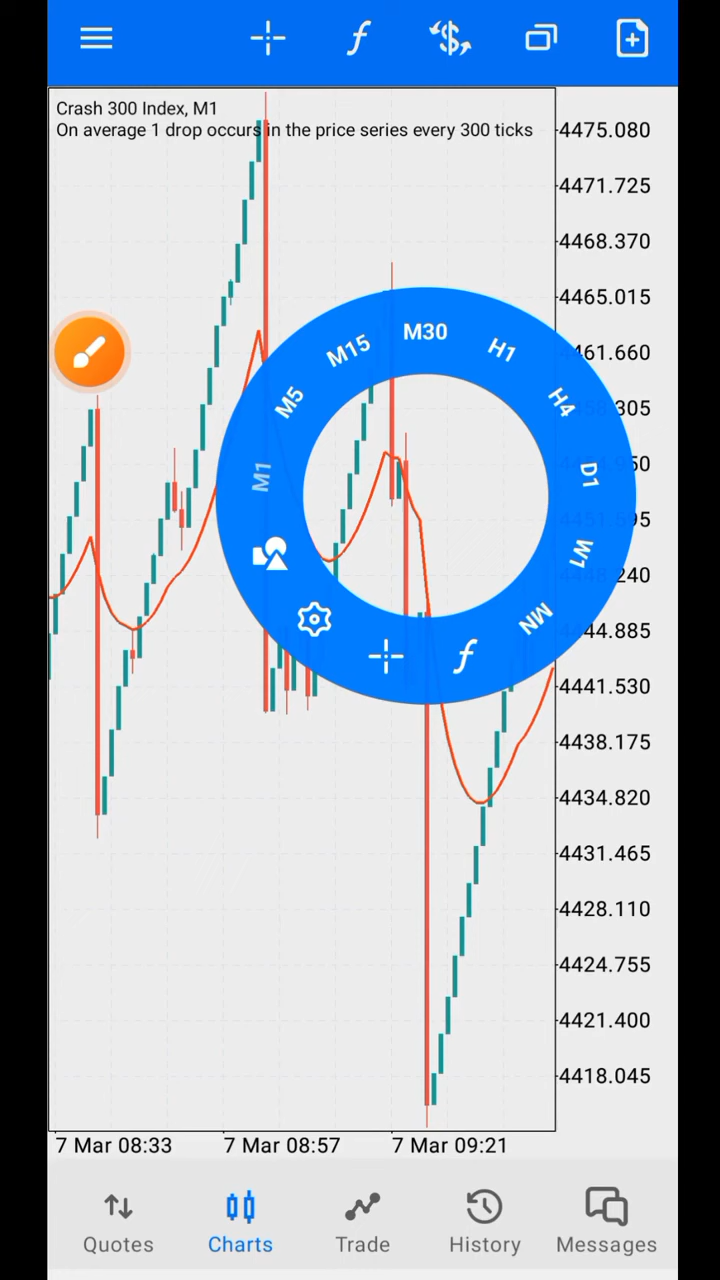 Crash 300 Index, M1
On average 1 drop occurs in the price series every 300 ticks
4475.080
4471.725
4468.370
4465.015
4461.660
M1
M5
M15
M30
H1
H4
D1
W1
MN
4444.885
4441.530
4438.175
4434.820
4431.465
4428.110
4424.755
4421.400
4418.045
7 Mar 08:33
7 Mar 08:57
7 Mar 09:21
Quotes
Charts
Trade
History
Messages